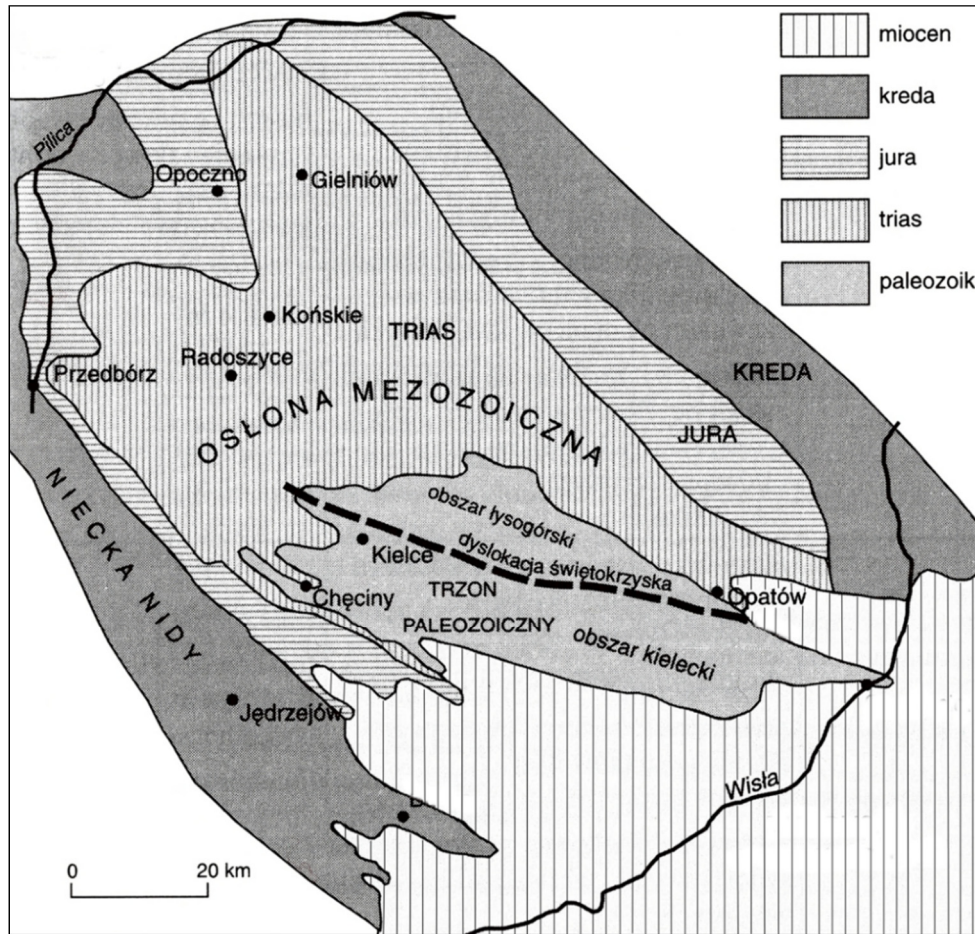 miocen
kreda
jura
trias
paleozoik
Pilica
Opoczno
Gielniów
Końskie
TRIAS
Radoszyce
Przedbórz
KREDA
OSŁONA MEZOZOICZNA
JURA
NIECKA NIDY
obszar łysogórski
Kielce
dyslokacja świętokrzyska
TRZON
Opatów
Chęciny
PALEOZOICZNY
obszar kielecki
Jędrzejów
Wisła
0 20 km